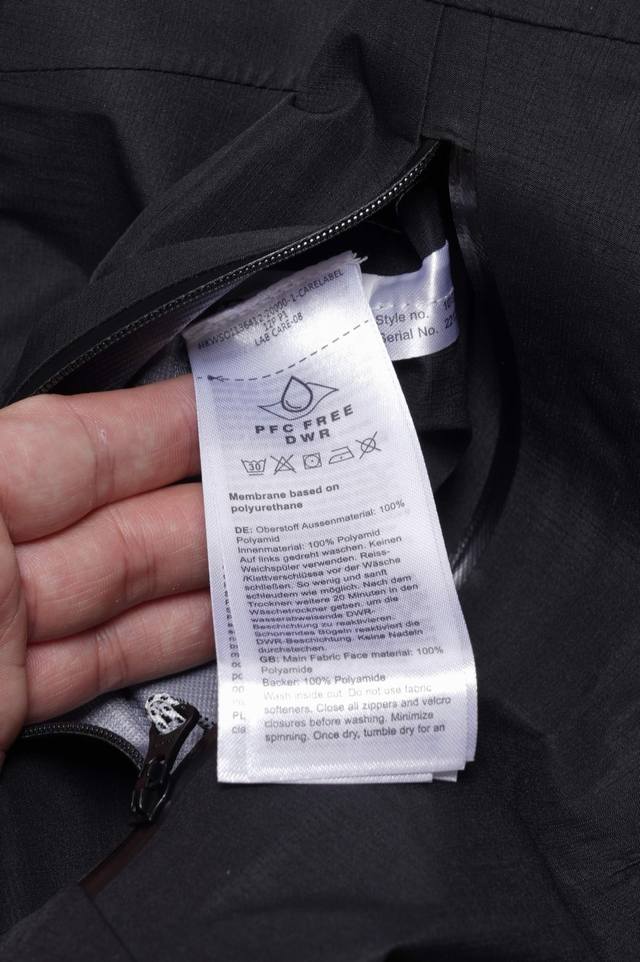 12P P1
LAB CARE-08
Style no.
Serial No.
PFC FREE
DWR
30
Membrane based on
polyurethane
DE: Oberstoff Aussenmaterial: 100%
Polyamid
Innenmaterial: 100% Polyamid
Auf links gedreht waschen. Keinen
Weichspüler verwenden. Reiss-
/Klettverschlüsse vor der Wäsche
schließen. So wenig und sanft
schleudern wie möglich. Nach dem
Trocknen weitere 20 Minuten in den
Wäschetrockner geben, um die
wasserabweisende DWR-
Beschichtung zu reaktivieren.
Schonendes Bügeln reaktiviert die
DWR-Beschichtung. Keine Nadeln
durchstechen.
GB: Main Fabric Face material: 100%
Polyamide
Backer: 100% Polyamide
Wash inside out. Do not use fabric
softeners. Close all zippers and velcro
closures before washing. Minimize
spinning. Once dry, tumble dry for an